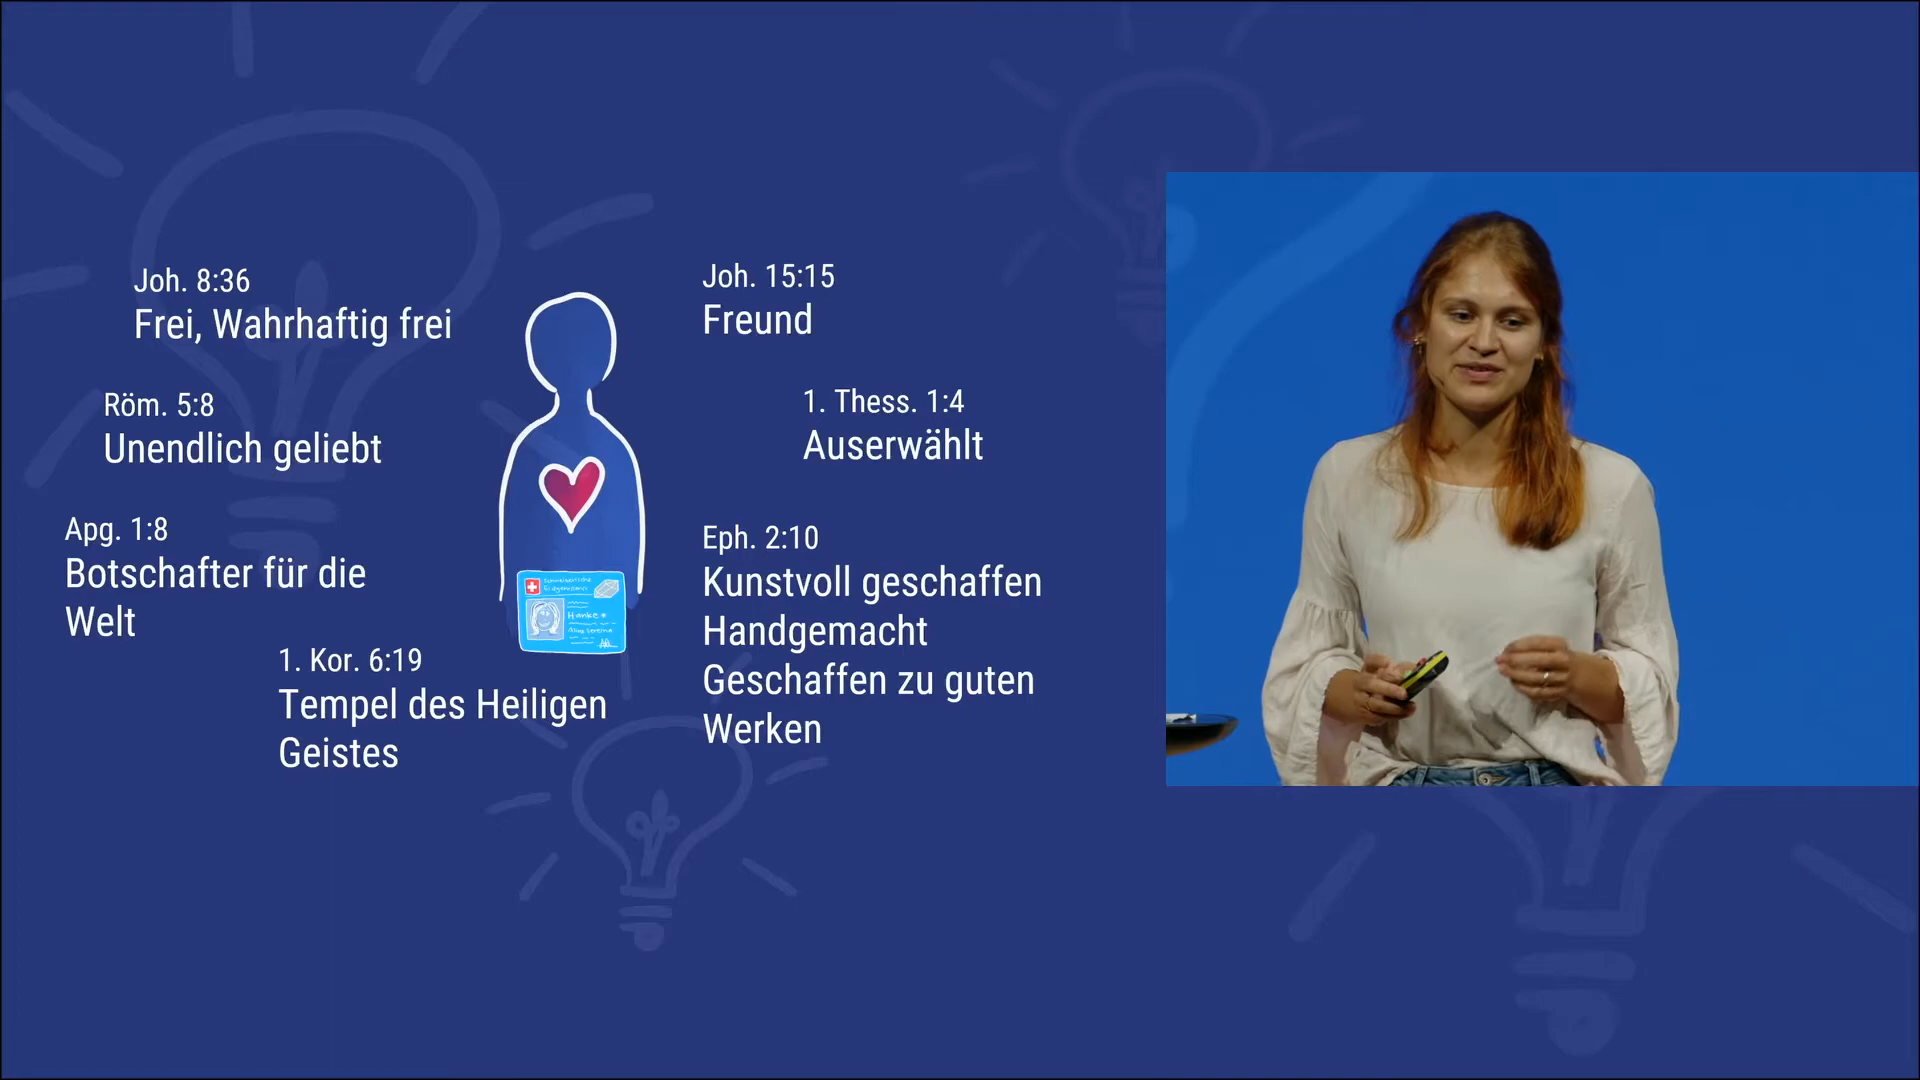 Joh. 8:36
Frei, Wahrhaftig frei
Röm. 5:8
Unendlich geliebt
Apg. 1:8
Botschafter für die
Welt
1. Kor. 6:19
Tempel des Heiligen
Geistes
Joh. 15:15
Freund
1. Thess. 1:4
Auserwählt
Eph. 2:10
Kunstvoll geschaffen
Handgemacht
Geschaffen zu guten
Werken